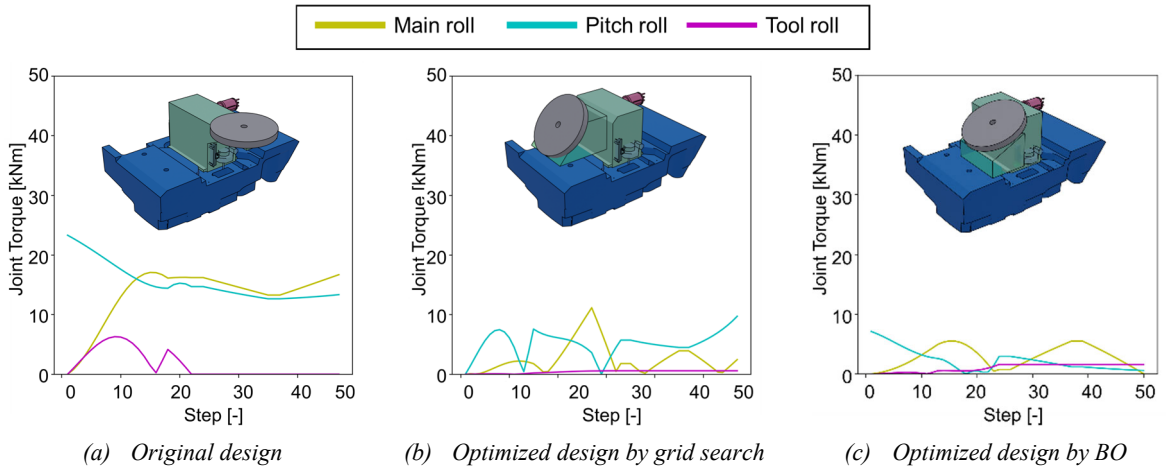 Main roll Pitch roll Tool roll
50
40
30
20
10
0
Joint Torque [kNm]
0 10 20 30 40 50
Step [-]
(a) Original design
50
40
30
20
10
0
Joint Torque [kNm]
0 10 20 30 40 50
Step [-]
(b) Optimized design by grid search
50
40
30
20
10
0
Joint Torque [kNm]
0 10 20 30 40 50
Step [-]
(c) Optimized design by BO